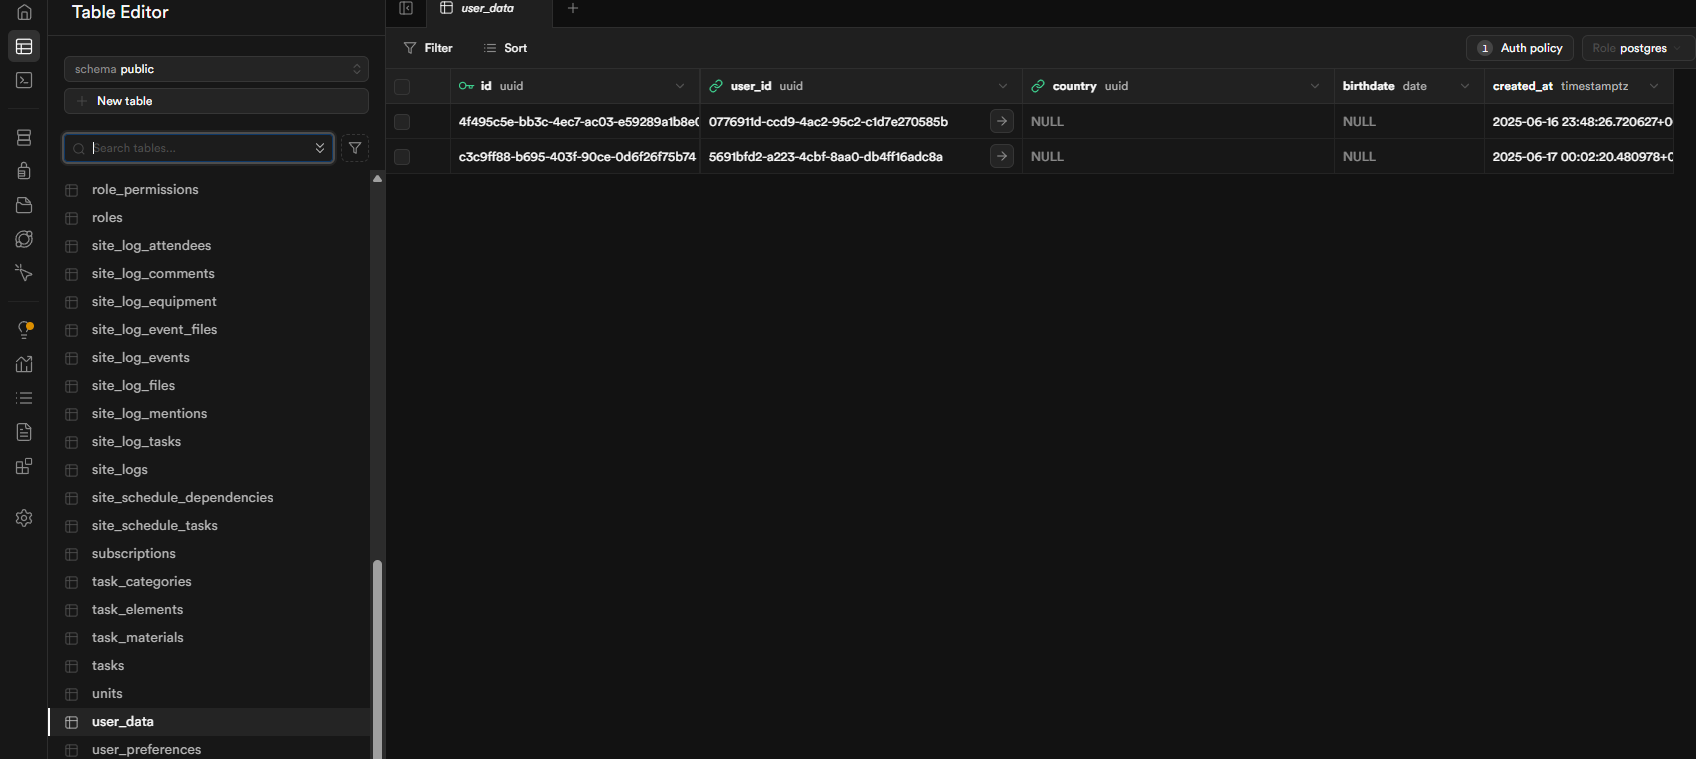 Table Editor
schema public
New table
Search tables...
role_permissions
roles
site_log_attendees
site_log_comments
site_log_equipment
site_log_event_files
site_log_events
site_log_files
site_log_mentions
site_log_tasks
site_logs
site_schedule_dependencies
site_schedule_tasks
subscriptions
task_categories
task_elements
task_materials
tasks
units
user_data
user_preferences
user_data
Filter Sort 1 Auth policy Role postgres
id uuid user_id uuid country uuid birthdate date created_at timestamptz
4f495c5e-bb3c-4ec7-ac03-e59289a1b8e0 0776911d-ccd9-4ac2-95c2-c1d7e270585b NULL NULL 2025-06-16 23:48:26.720627+0
c3c9ff88-b695-403f-90ce-0d6f26f75b74 5691bfd2-a223-4cbf-8aa0-db4ff16adc8a NULL NULL 2025-06-17 00:02:20.480978+0